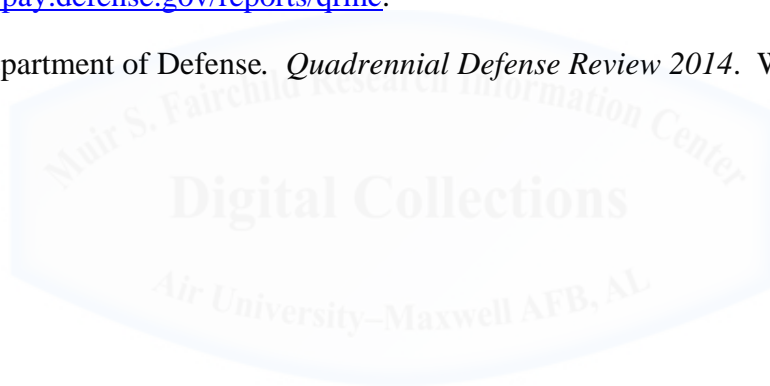 pay.defense.gov/reports/qrmc.
partment of Defense. Quadrennial Defense Review 2014. W
Muir S. Fairchild Research Information Center
Digital Collections
Air University–Maxwell AFB, AL